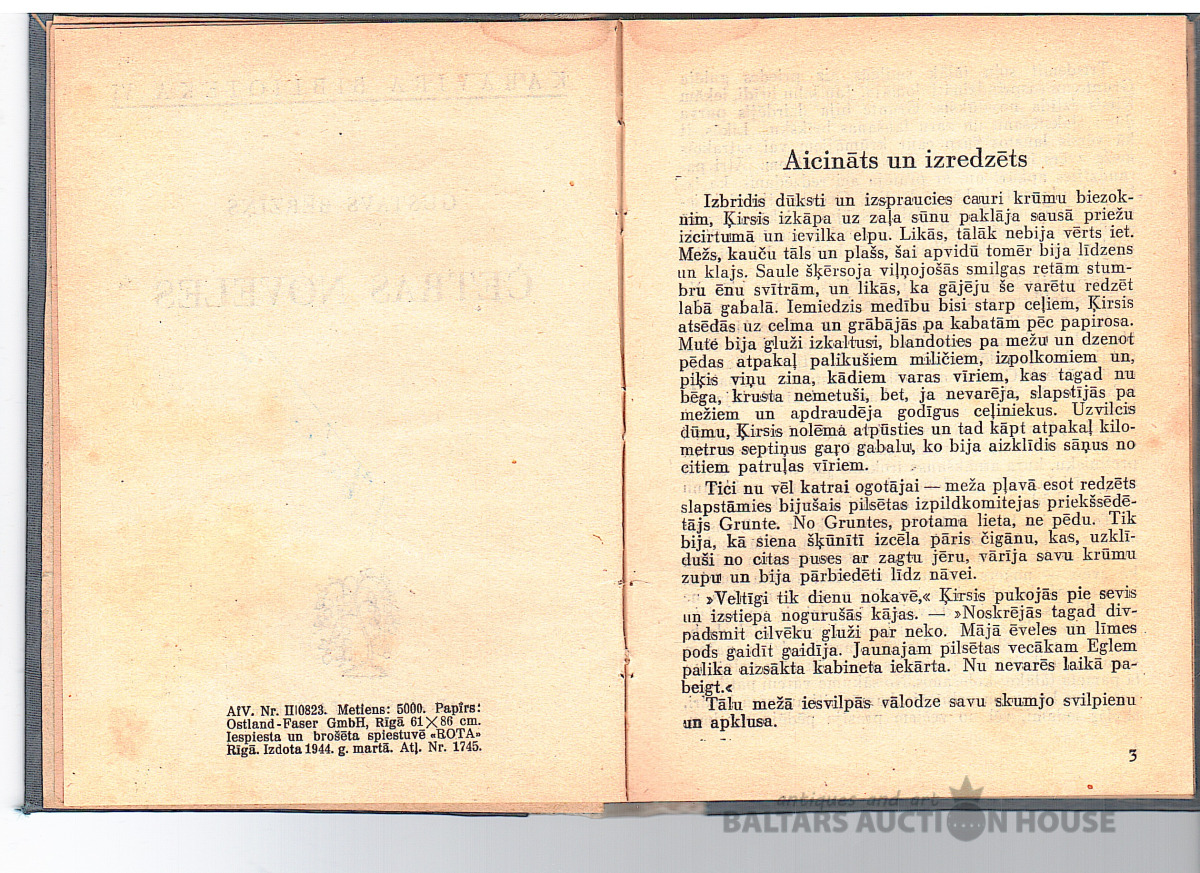 AfV. Nr. II|0823. Metiens: 5000. Papīrs:
Ostland-Faser GmbH, Rīgā 61×86 cm.
Iespiesta un brošēta spiestuvē «ROTA»
Rīgā. Izdota 1944. g. martā. Atļ. Nr. 1745.
Aicināts un izredzēts
Izbridis dūksti un izspraucies cauri krūmu biezok-
nim, Ķirsis izkāpa uz zaļa sūnu paklāja sausā priežu
izcirtumā un ievilka elpu. Likās, tālāk nebija vērts iet.
Mežs, kauču tāls un plašs, šai apvidū tomēr bija līdzens
un klajs. Saule šķērsoja viļņojošās smilgas retām stum-
bru ēnu svītrām, un likās, ka gājēju še varētu redzēt
labā gabalā. Iemiedzis medību bisi starp ceļiem, Ķirsis
atsēdās uz celma un grābājās pa kabatām pēc papirosa.
Mute bija gluži izkaltusi, blandoties pa mežu un dzenot
pēdas atpakaļ palikušiem miličiem, izpolkomiem un,
piķis viņu zina, kādiem varas vīriem, kas tagad nu
bēga, krusta nemetuši, bet, ja nevarēja, slapstījās pa
mežiem un apdraudēja godīgus ceļiniekus. Uzvilcis
dūmu, Ķirsis nolēma atpūsties un tad kāpt atpakaļ kilo-
metrus septiņus garo gabalu, ko bija aizklīdis sāņus no
citiem patruļas vīriem.
Tici nu vēl katrai ogotājai — meža pļavā esot redzēts
slapstāmies bijušais pilsētas izpildkomitejas priekšsēdē-
tājs Grunte. No Gruntes, protama lieta, ne pēdu. Tik
bija, kā siena šķūnītī izcēla pāris čigānu, kas, uzklī-
duši no citas puses ar zagtu jēru, vārīja savu krūmu
zupu un bija pārbiedēti līdz nāvei.
»Veltīgi tik dienu nokavē,« Ķirsis pukojās pie sevis
un izstiepa nogurušās kājas. — »Noskrējās tagad div-
padsmit cilvēku gluži par neko. Mājā ēveles un līmes
pods gaidīt gaidīja. Jaunajam pilsētas vecākam Eglem
palika aizsākta kabineta iekārta. Nu nevarēs laikā pa-
beigt.«
Tālu mežā iesvilpās vālodze savu skumjo svilpienu
un apklusa.
3
antiques and art
BALTARS AUCTION HOUSE